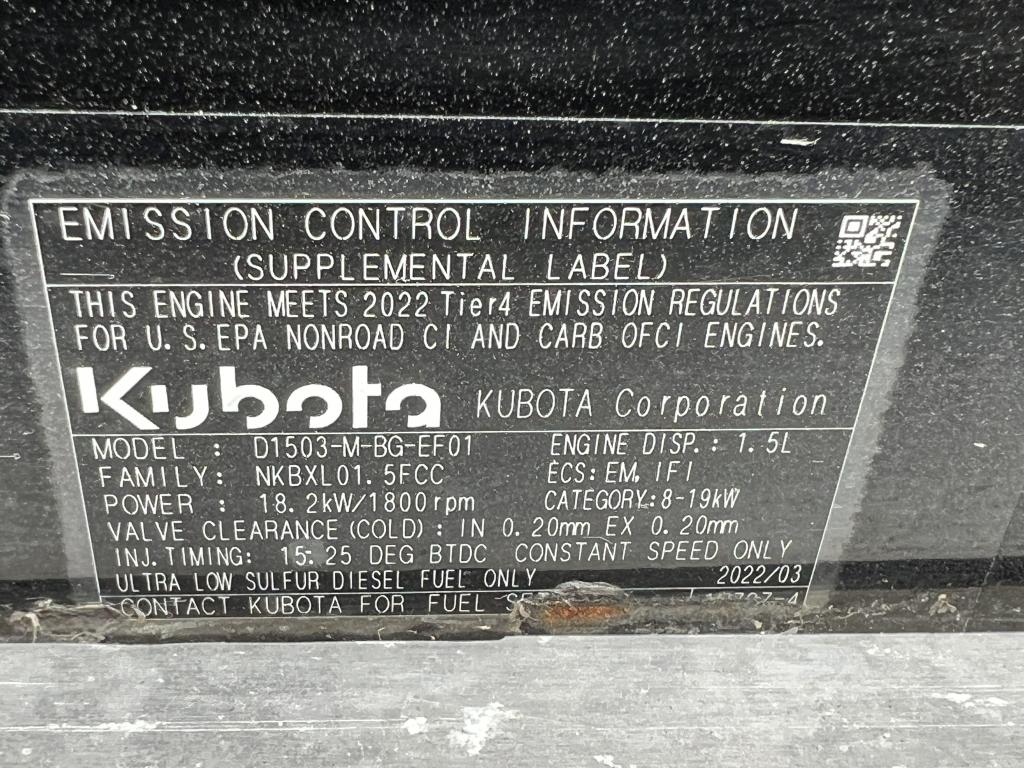 EMISSION CONTROL INFORMATION
(SUPPLEMENTAL LABEL)
THIS ENGINE MEETS 2022 Tier4 EMISSION REGULATIONS
FOR U.S. EPA NONROAD CI AND CARB OFCI ENGINES.
Kubota KUBOTA Corporation
MODEL : D1503-M-BG-EF01 ENGINE DISP.: 1.5L
FAMILY: NKBXL01.5FCC ECS: EM, IFI
POWER : 18.2kW/1800rpm CATEGORY:8-19kW
VALVE CLEARANCE (COLD): IN 0.20mm EX 0.20mm
INJ.TIMING: 15.25 DEG BTDC CONSTANT SPEED ONLY
ULTRA LOW SULFUR DIESEL FUEL ONLY 2022/03
CONTACT KUBOTA FOR FUEL